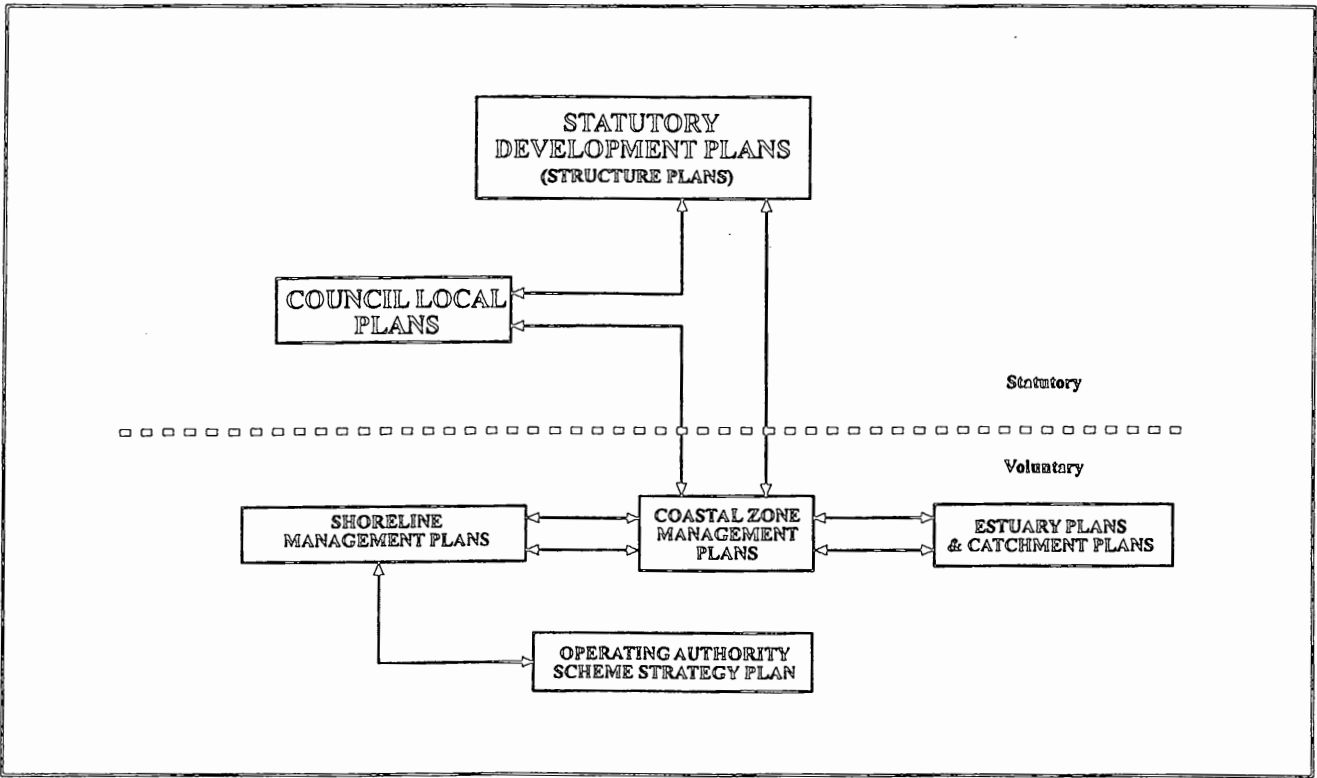 STATUTORY
DEVELOPMENT PLANS
(STRUCTURE PLANS)
COUNCIL LOCAL
PLANS
Statutory
Voluntary
SHORELINE
MANAGEMENT PLANS
COASTAL ZONE
MANAGEMENT
PLANS
ESTUARY PLANS
& CATCHMENT PLANS
OPERATING AUTHORITY
SCHEME STRATEGY PLAN